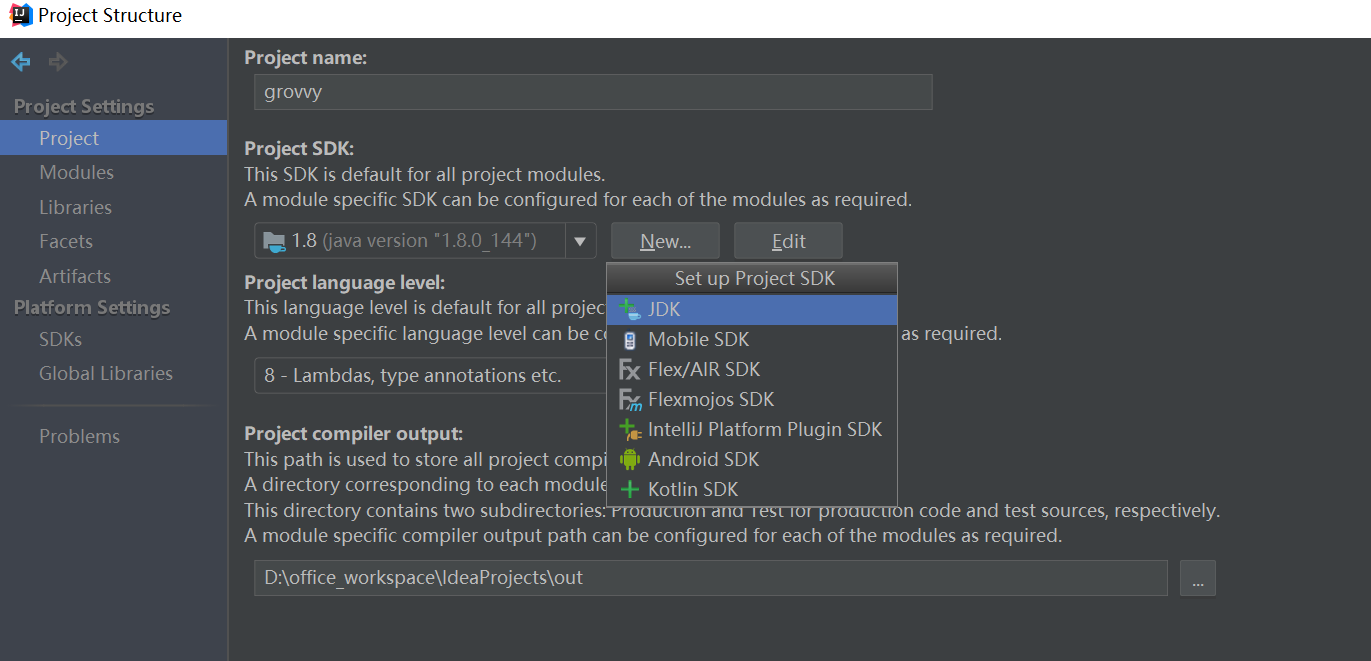 Project Structure
Project Settings
Project
Modules
Libraries
Facets
Artifacts
Platform Settings
SDKs
Global Libraries
Problems
Project name:
grovvy
Project SDK:
This SDK is default for all project modules.
A module specific SDK can be configured for each of the modules as required.
1.8 (java version "1.8.0_144")
New...
Edit
Set up Project SDK
JDK
Mobile SDK
Flex/AIR SDK
Flexmojos SDK
IntelliJ Platform Plugin SDK
Android SDK
Kotlin SDK
Project language level:
This language level is default for all projec
A module specific language level can be co as required.
8 - Lambdas, type annotations etc.
Project compiler output:
This path is used to store all project compi
A directory corresponding to each module
This directory contains two subdirectories: Production and Test for production code and test sources, respectively.
A module specific compiler output path can be configured for each of the modules as required.
D:\office_workspace\IdeaProjects\out
...